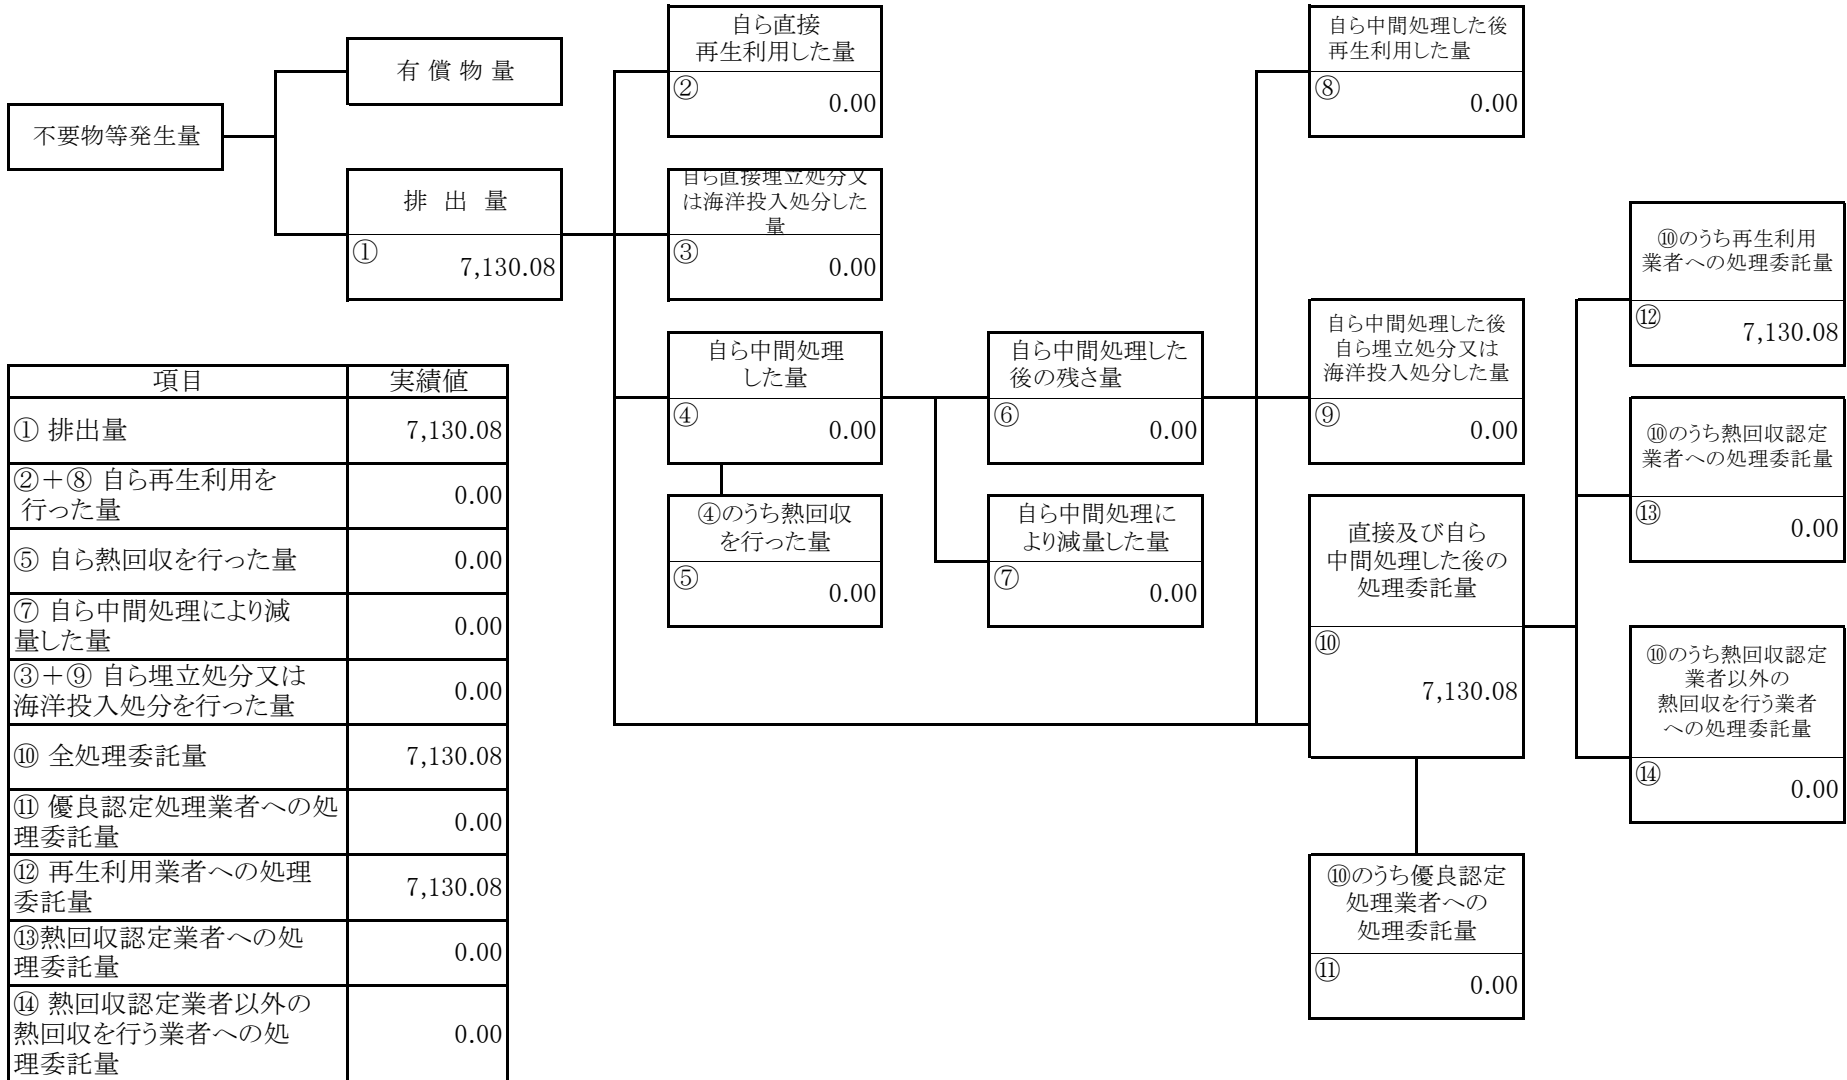 不要物等発生量
有 償 物 量
排 出 量
①
7,130.08
自ら直接
再生利用した量
②
0.00
自ら直接埋立処分又
は海洋投入処分した
量
③
0.00
自ら中間処理
した量
④
0.00
④のうち熱回収
を行った量
⑤
0.00
自ら中間処理した
後の残さ量
⑥
0.00
自ら中間処理に
より減量した量
⑦
0.00
自ら中間処理した後
再生利用した量
⑧
0.00
自ら中間処理した後
自ら埋立処分又は
海洋投入処分した量
⑨
0.00
直接及び自ら
中間処理した後の
処理委託量
⑩
7,130.08
⑩のうち優良認定
処理業者への
処理委託量
⑪
0.00
⑩のうち再生利用
業者への処理委託量
⑫
7,130.08
⑩のうち熱回収認定
業者への処理委託量
⑬
0.00
⑩のうち熱回収認定
業者以外の
熱回収を行う業者
への処理委託量
⑭
0.00
項目 実績値
① 排出量 7,130.08
②＋⑧ 自ら再生利用を
行った量
0.00
⑤ 自ら熱回収を行った量 0.00
⑦ 自ら中間処理により減
量した量
0.00
③＋⑨ 自ら埋立処分又は
海洋投入処分を行った量
0.00
⑩ 全処理委託量 7,130.08
⑪ 優良認定処理業者への処
理委託量
0.00
⑫ 再生利用業者への処理
委託量
7,130.08
⑬熱回収認定業者への処
理委託量
0.00
⑭ 熱回収認定業者以外の
熱回収を行う業者への処
理委託量
0.00